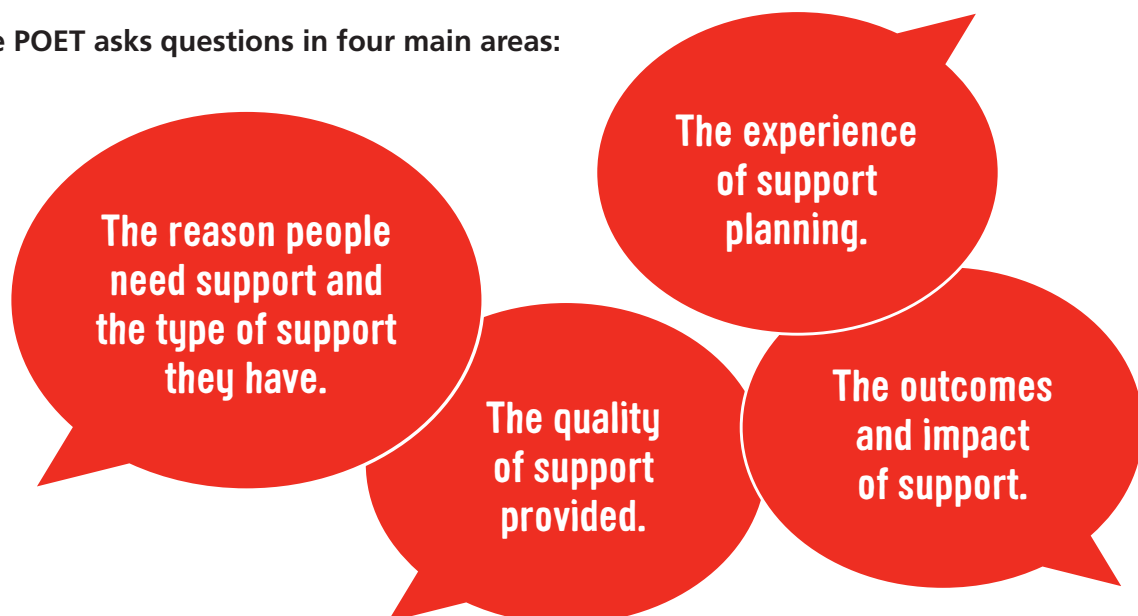 e POET asks questions in four main areas:
The reason people
need support and
the type of support
they have.
The experience
of support
planning.
The quality
of support
provided.
The outcomes
and impact
of support.